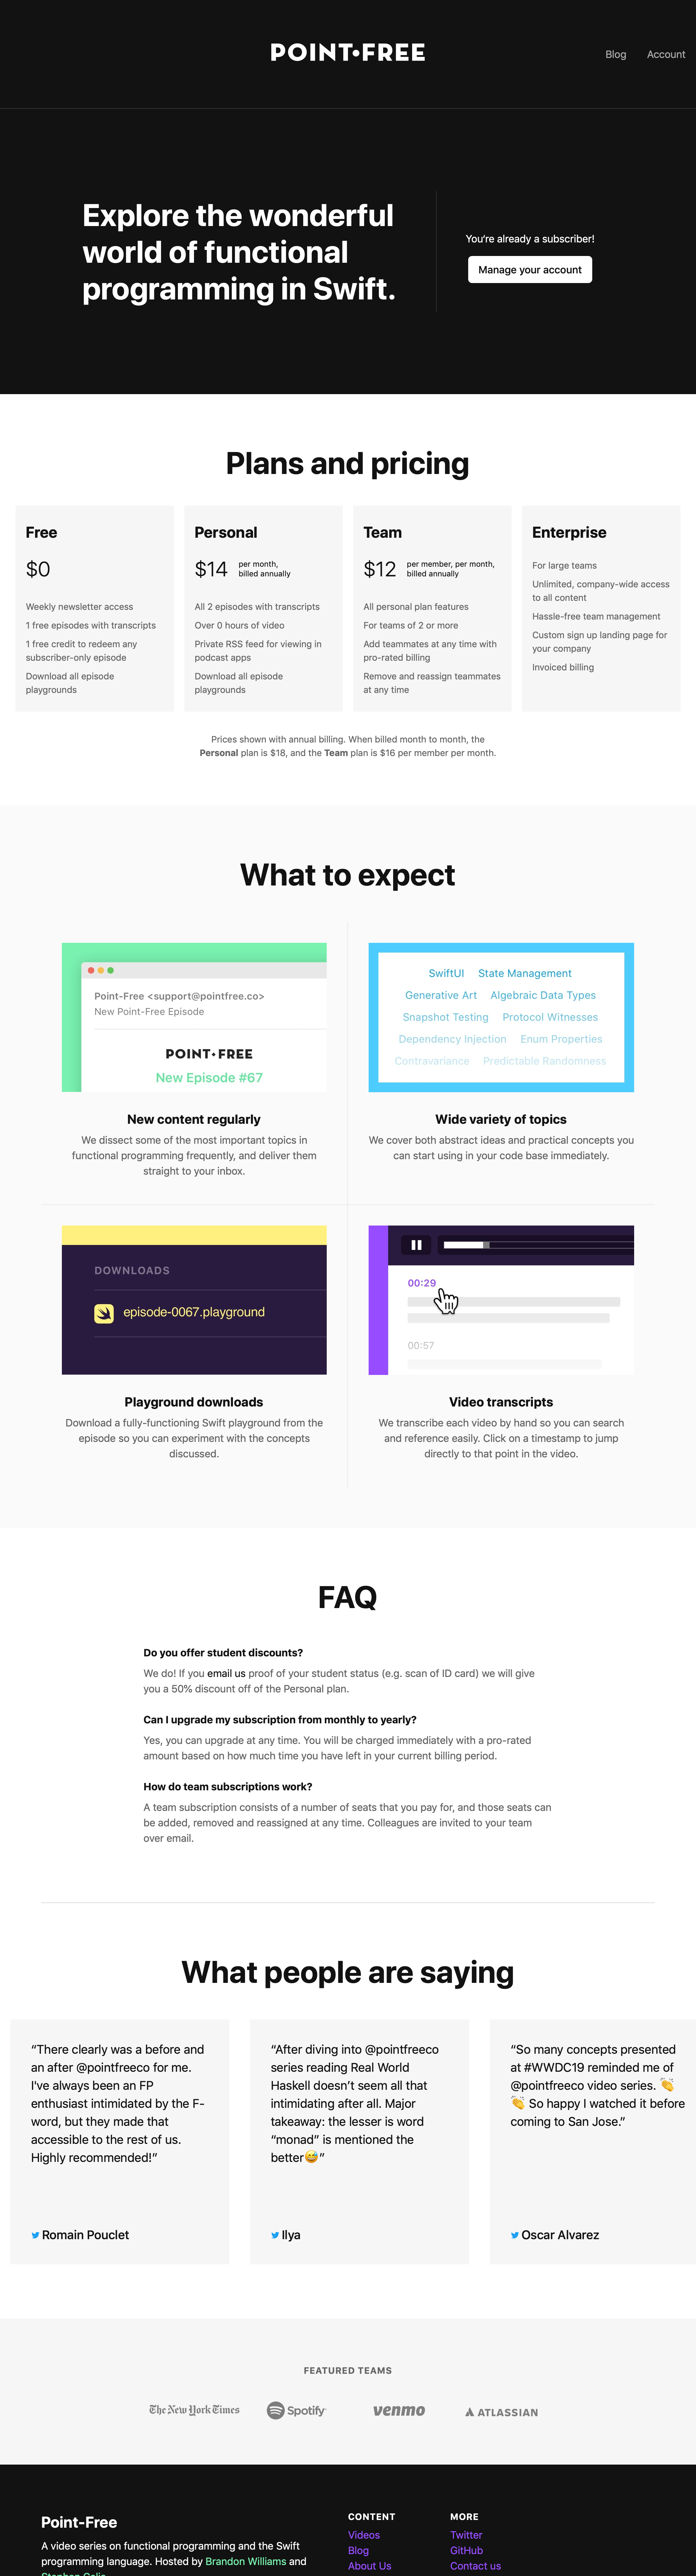 POINT•FREE
Blog
Account
Explore the wonderful
world of functional
programming in Swift.
You’re already a subscriber!
Manage your account
Plans and pricing
Free
$0
Weekly newsletter access
1 free episodes with transcripts
1 free credit to redeem any
subscriber-only episode
Download all episode
playgrounds
Personal
$14
per month,
billed annually
All 2 episodes with transcripts
Over 0 hours of video
Private RSS feed for viewing in
podcast apps
Download all episode
playgrounds
Team
$12
per member, per month,
billed annually
All personal plan features
For teams of 2 or more
Add teammates at any time with
pro-rated billing
Remove and reassign teammates
at any time
Enterprise
For large teams
Unlimited, company-wide access
to all content
Hassle-free team management
Custom sign up landing page for
your company
Invoiced billing
Prices shown with annual billing. When billed month to month, the
Personal plan is $18, and the Team plan is $16 per member per month.
What to expect
Point-Free <support@pointfree.co>
New Point-Free Episode
POINT•FREE
New Episode #67
New content regularly
We dissect some of the most important topics in
functional programming frequently, and deliver them
straight to your inbox.
SwiftUI State Management
Generative Art Algebraic Data Types
Snapshot Testing Protocol Witnesses
Dependency Injection Enum Properties
Contravariance Predictable Randomness
Wide variety of topics
We cover both abstract ideas and practical concepts you
can start using in your code base immediately.
DOWNLOADS
episode-0067.playground
Playground downloads
Download a fully-functioning Swift playground from the
episode so you can experiment with the concepts
discussed.
00:29
00:57
Video transcripts
We transcribe each video by hand so you can search
and reference easily. Click on a timestamp to jump
directly to that point in the video.
FAQ
Do you offer student discounts?
We do! If you email us proof of your student status (e.g. scan of ID card) we will give
you a 50% discount off of the Personal plan.
Can I upgrade my subscription from monthly to yearly?
Yes, you can upgrade at any time. You will be charged immediately with a pro-rated
amount based on how much time you have left in your current billing period.
How do team subscriptions work?
A team subscription consists of a number of seats that you pay for, and those seats can
be added, removed and reassigned at any time. Colleagues are invited to your team
over email.
What people are saying
“There clearly was a before and
an after @pointfreeco for me.
I've always been an FP
enthusiast intimidated by the F-
word, but they made that
accessible to the rest of us.
Highly recommended!”
Romain Pouclet
“After diving into @pointfreeco
series reading Real World
Haskell doesn’t seem all that
intimidating after all. Major
takeaway: the lesser is word
“monad” is mentioned the
better😅”
Ilya
“So many concepts presented
at #WWDC19 reminded me of
@pointfreeco video series. 👏
👏 So happy I watched it before
coming to San Jose.”
Oscar Alvarez
FEATURED TEAMS
The New York Times
Spotify
venmo
ATLASSIAN
Point-Free
A video series on functional programming and the Swift
programming language. Hosted by Brandon Williams and
CONTENT
Videos
Blog
About Us
MORE
Twitter
GitHub
Contact us